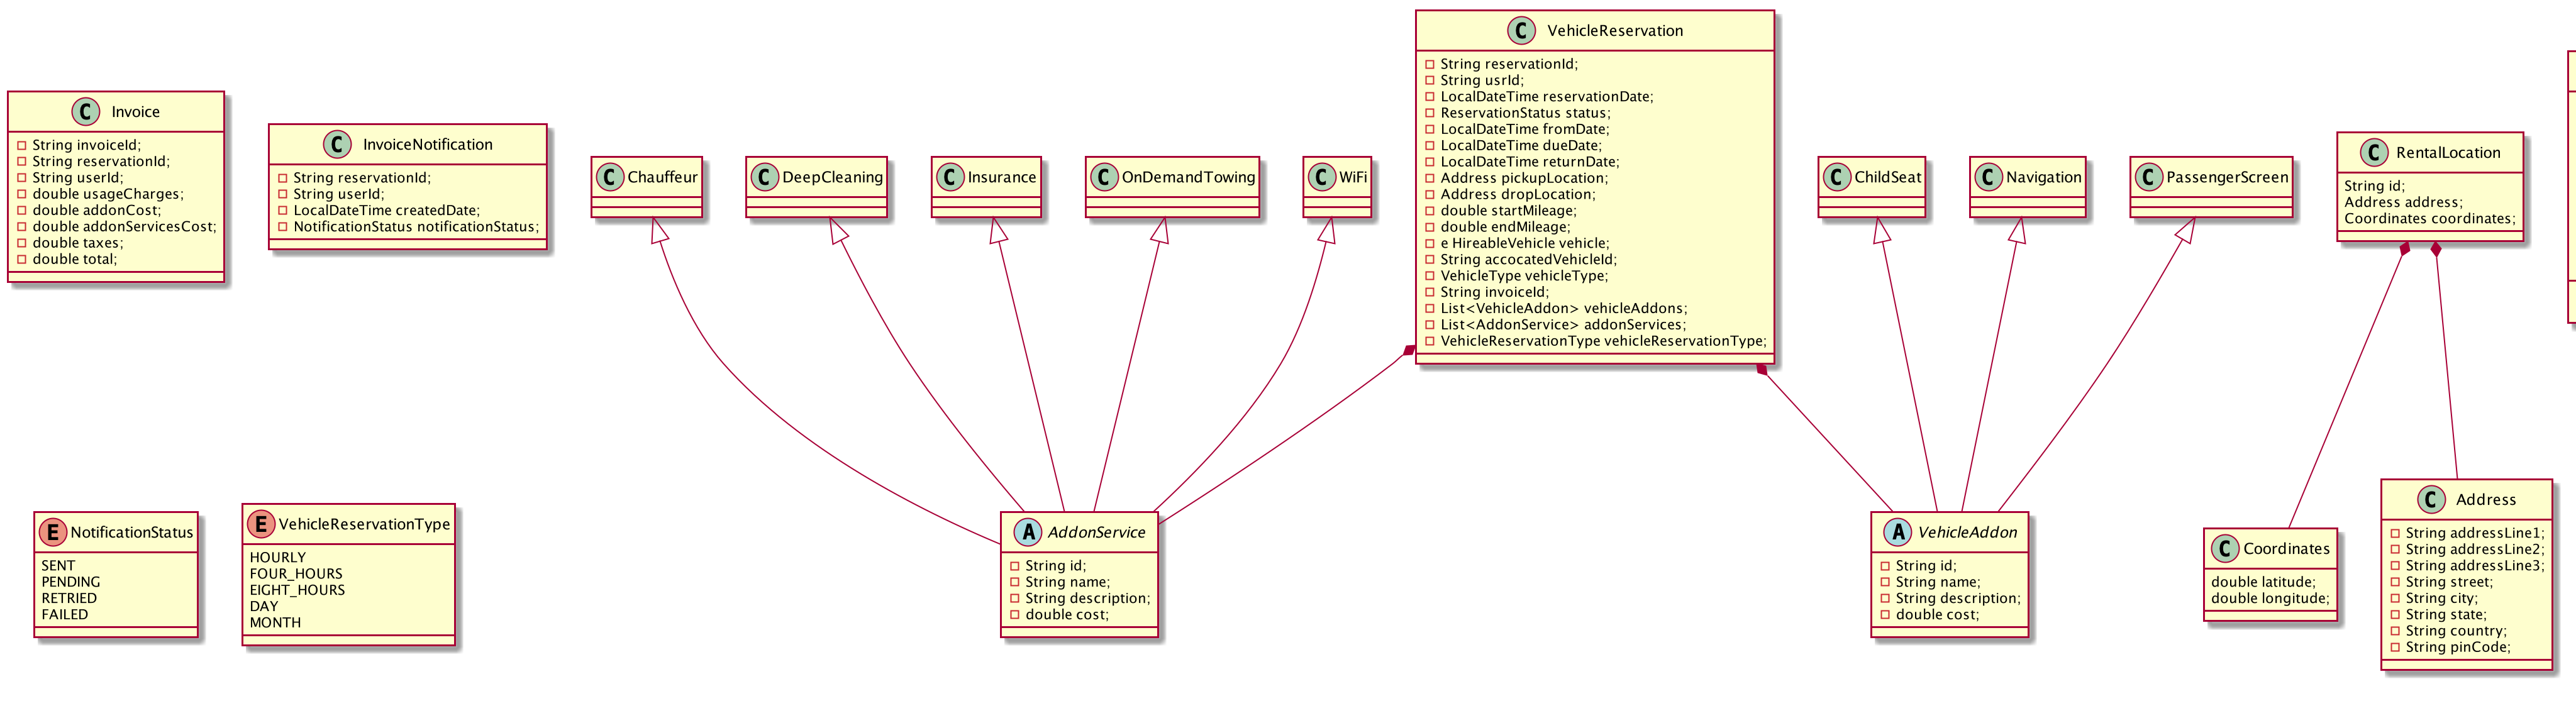 C Invoice
String invoiceId;
String reservationId;
String userId;
double usageCharges;
double addonCost;
double addonServicesCost;
double taxes;
double total;
C InvoiceNotification
String reservationId;
String userId;
LocalDateTime createdDate;
NotificationStatus notificationStatus;
C Chauffeur
C DeepCleaning
C Insurance
C OnDemandTowing
C WiFi
C VehicleReservation
String reservationId;
String usrId;
LocalDateTime reservationDate;
ReservationStatus status;
LocalDateTime fromDate;
LocalDateTime dueDate;
LocalDateTime returnDate;
Address pickupLocation;
Address dropLocation;
double startMileage;
double endMileage;
e HireableVehicle vehicle;
String accocatedVehicleId;
VehicleType vehicleType;
String invoiceId;
List<VehicleAddon> vehicleAddons;
List<AddonService> addonServices;
VehicleReservationType vehicleReservationType;
C ChildSeat
C Navigation
C PassengerScreen
C RentalLocation
String id;
Address address;
Coordinates coordinates;
E NotificationStatus
SENT
PENDING
RETRIED
FAILED
E VehicleReservationType
HOURLY
FOUR_HOURS
EIGHT_HOURS
DAY
MONTH
A AddonService
String id;
String name;
String description;
double cost;
A VehicleAddon
String id;
String name;
String description;
double cost;
C Coordinates
double latitude;
double longitude;
C Address
String addressLine1;
String addressLine2;
String addressLine3;
String street;
String city;
String state;
String country;
String pinCode;